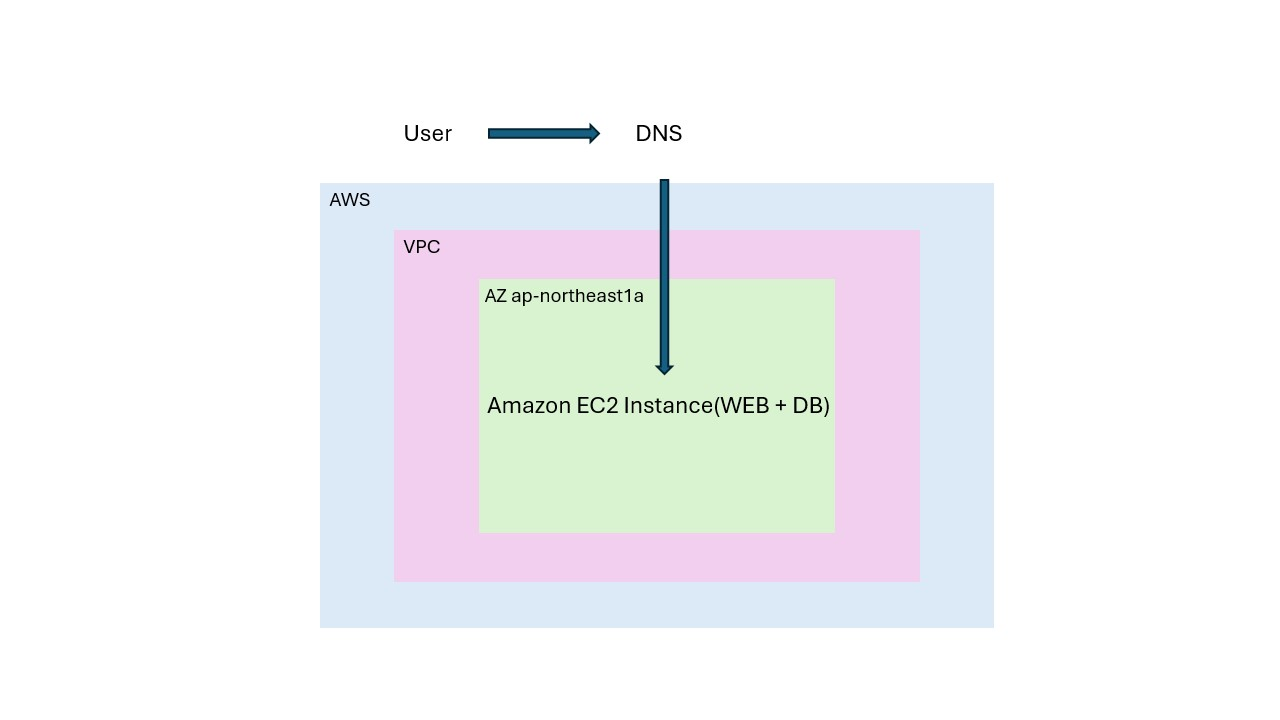 User
DNS
AWS
VPC
AZ ap-northeast1a
Amazon EC2 Instance(WEB + DB)